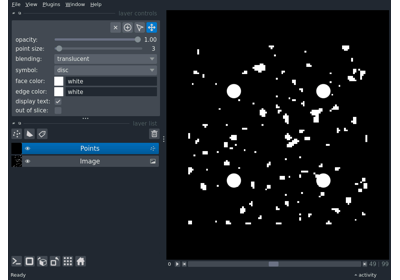 File View Plugins Window Help
layer controls
opacity: 1.00
point size: 3
blending: translucent
symbol: disc
face color: white
edge color: white
display text:
out of slice:
layer list
Points
Image
49 99
Ready
activity